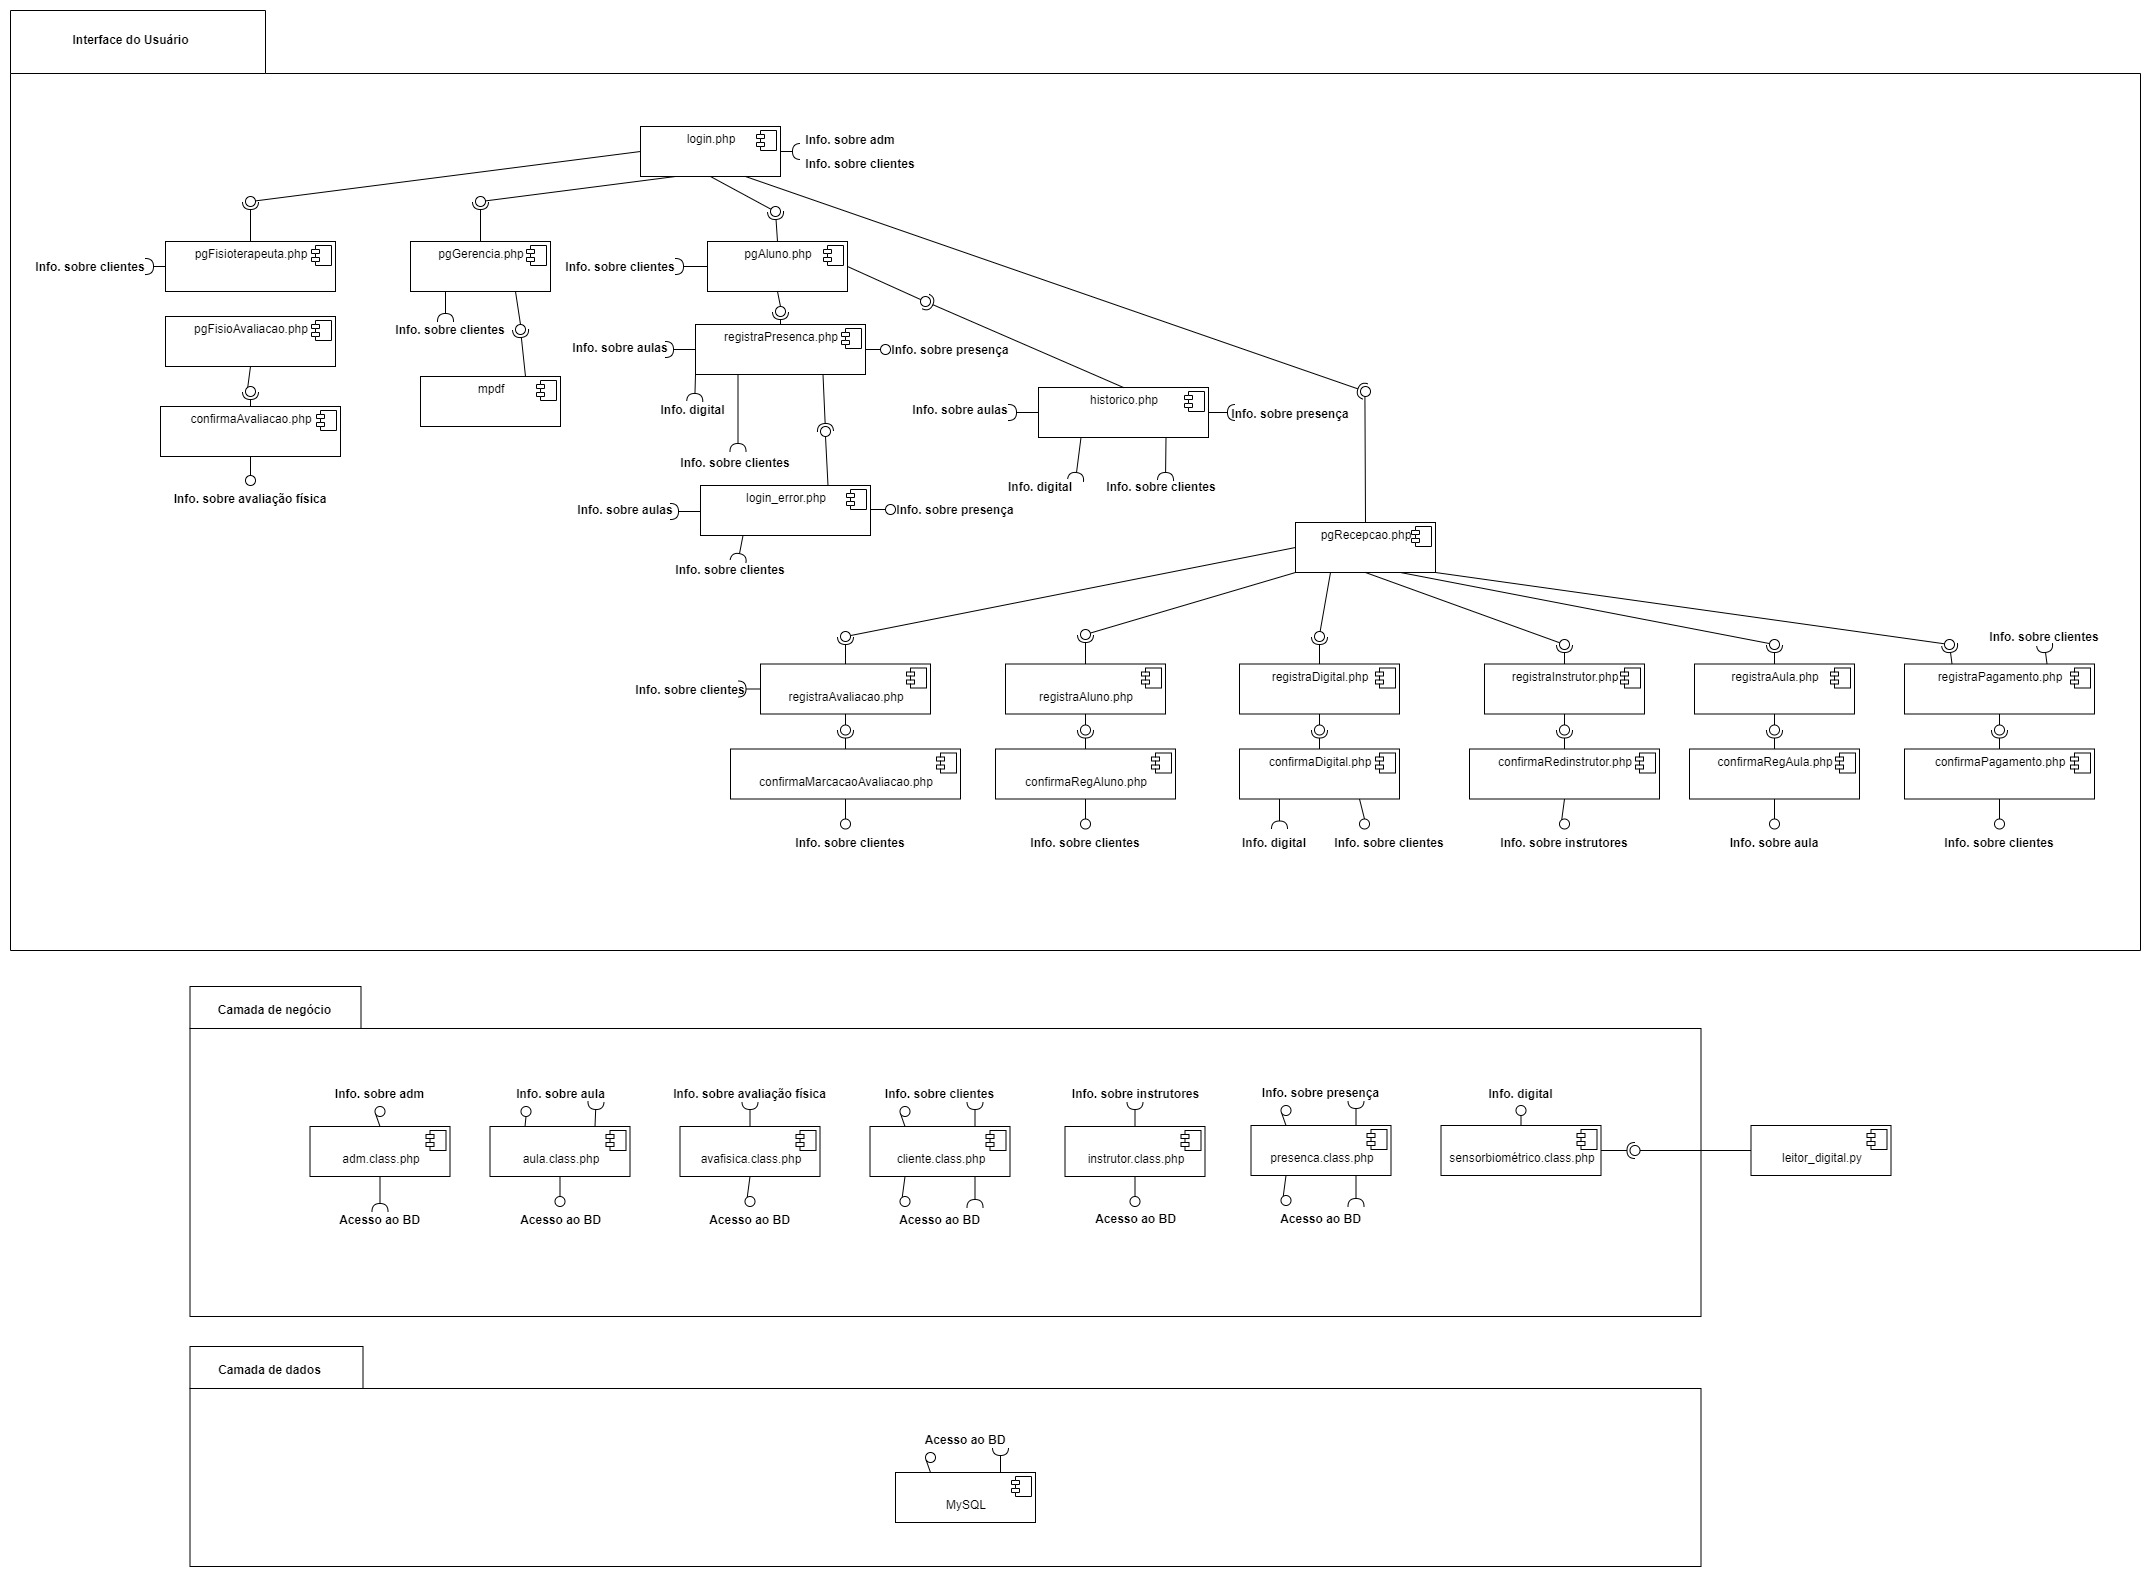 Interface do Usuário
login.php
Info. sobre adm
Info. sobre clientes
pgFisioterapeuta.php
Info. sobre clientes
pgGerencia.php
Info. sobre clientes
pgAluno.php
Info. sobre clientes
pgFisioAvaliacao.php
mpdf
confirmaAvaliacao.php
Info. sobre avaliação física
registraPresenca.php
Info. sobre aulas
Info. sobre presença
Info. digital
Info. sobre clientes
historico.php
Info. sobre aulas
Info. sobre presença
Info. digital
Info. sobre clientes
login_error.php
Info. sobre aulas
Info. sobre presença
Info. sobre clientes
pgRecepcao.php
Info. sobre clientes
Info. sobre clientes
registraAvaliacao.php
registraAluno.php
registraDigital.php
registraInstrutor.php
registraAula.php
registraPagamento.php
confirmaMarcacaoAvaliacao.php
confirmaRegAluno.php
confirmaDigital.php
confirmaRedinstrutor.php
confirmaRegAula.php
confirmaPagamento.php
Info. sobre clientes
Info. sobre clientes
Info. digital
Info. sobre clientes
Info. sobre instrutores
Info. sobre aula
Info. sobre clientes
Camada de negócio
Info. sobre adm
Info. sobre aula
Info. sobre avaliação física
Info. sobre clientes
Info. sobre instrutores
Info. sobre presença
Info. digital
adm.class.php
aula.class.php
avafisica.class.php
cliente.class.php
instrutor.class.php
presenca.class.php
sensorbiométrico.class.php
leitor_digital.py
Acesso ao BD
Acesso ao BD
Acesso ao BD
Acesso ao BD
Acesso ao BD
Acesso ao BD
Camada de dados
Acesso ao BD
MySQL